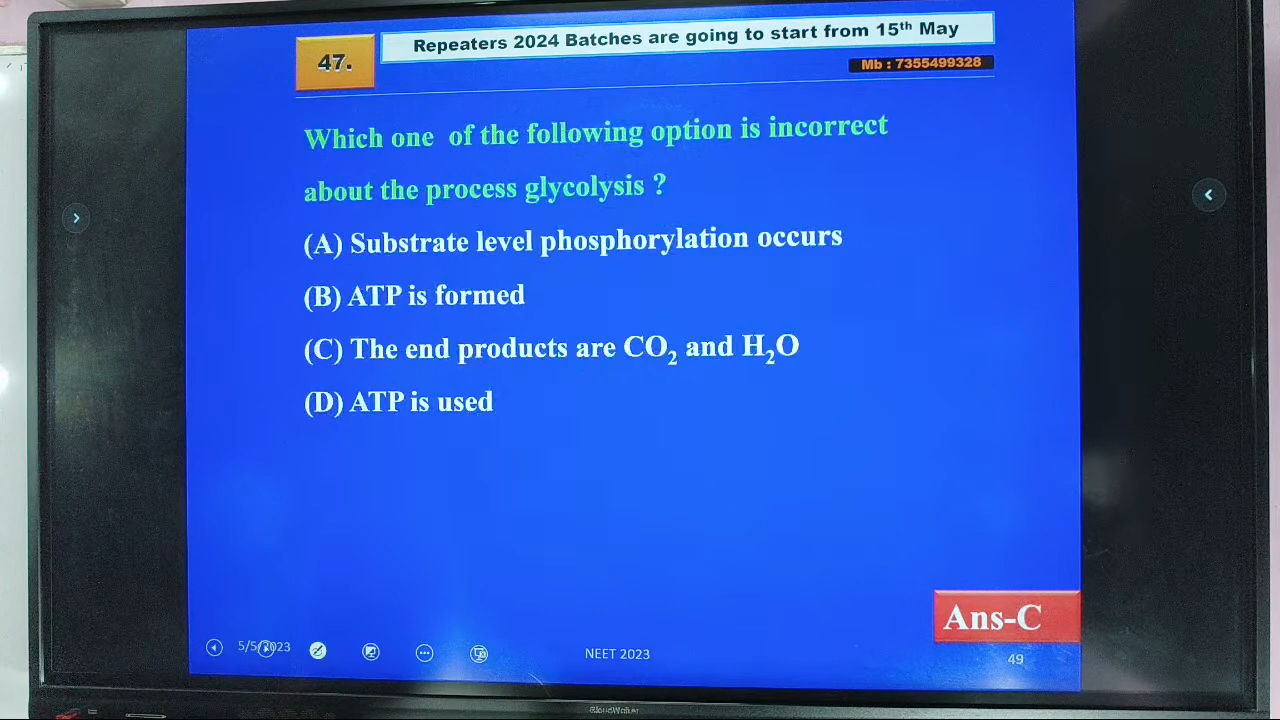 47.
Repeaters 2024 Batches are going to start from 15th May
Mb : 7355499328
Which one of the following option is incorrect
about the process glycolysis ?
(A) Substrate level phosphorylation occurs
(B) ATP is formed
(C) The end products are CO₂ and H₂O
(D) ATP is used
Ans-C
5/5/2023
NEET 2023
49
CloudWalker